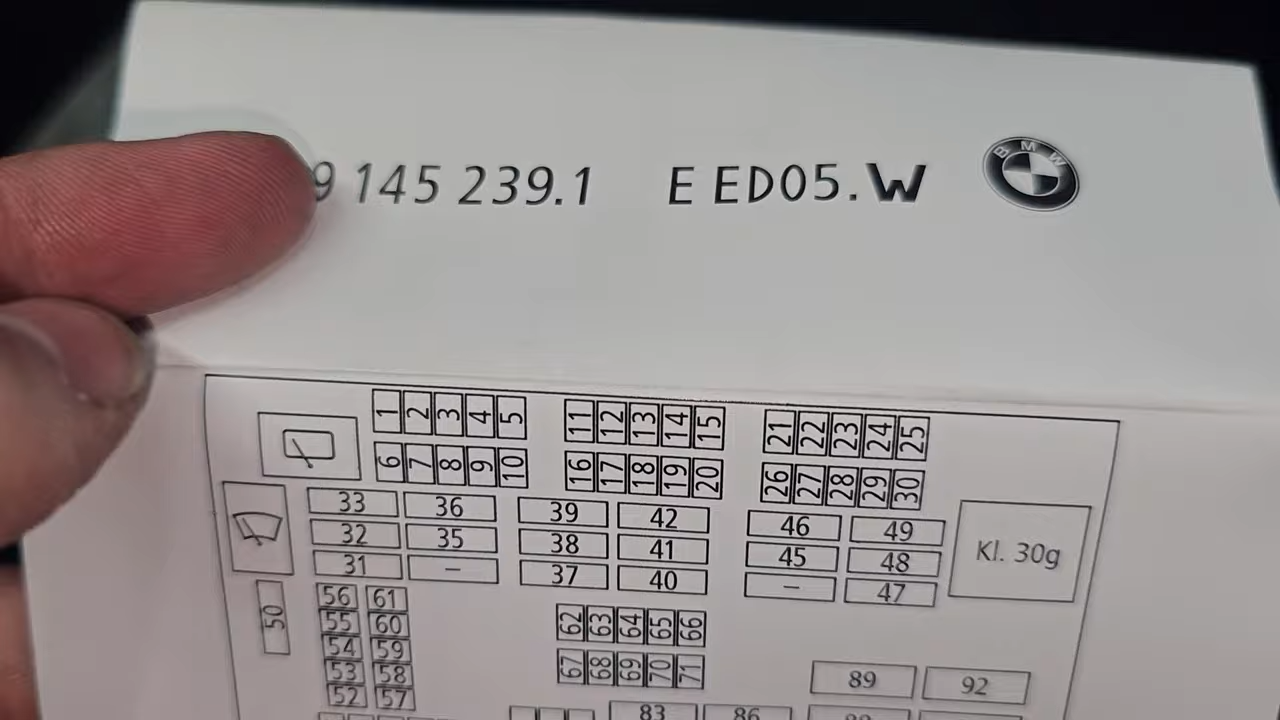 9 145 239.1 E ED05.W BMW
1 2 3 4 5 11 12 13 14 15 21 22 23 24 25
6 7 8 9 10 16 17 18 19 20 26 27 28 29 30
33 36 39 42 46 49
32 35 38 41 45 48 Kl. 30g
31 – 37 40 – 47
50
56 61 62 63 64 65 66
55 60
54 59 67 68 69 70 71
53 58
52 57
89 92
83 86